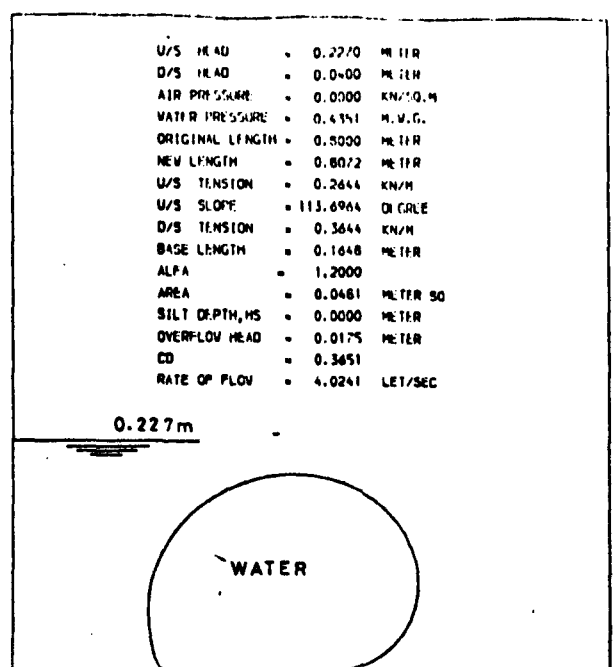 U/S HEAD = 0.2270 METER
D/S HEAD = 0.0400 METER
AIR PRESSURE = 0.0000 KN/SQ.M
WATER PRESSURE = 0.4351 M.W.G.
ORIGINAL LENGTH = 0.8000 METER
NEW LENGTH = 0.8072 METER
U/S TENSION = 0.2644 KN/M
U/S SLOPE = 113.6964 DEGREE
D/S TENSION = 0.3644 KN/M
BASE LENGTH = 0.1648 METER
ALFA = 1.2000
AREA = 0.0461 METER SQ
SILT DEPTH,HS = 0.0000 METER
OVERFLOW HEAD = 0.0175 METER
CD = 0.3651
RATE OF FLOW = 4.0241 LET/SEC
0.227m
WATER